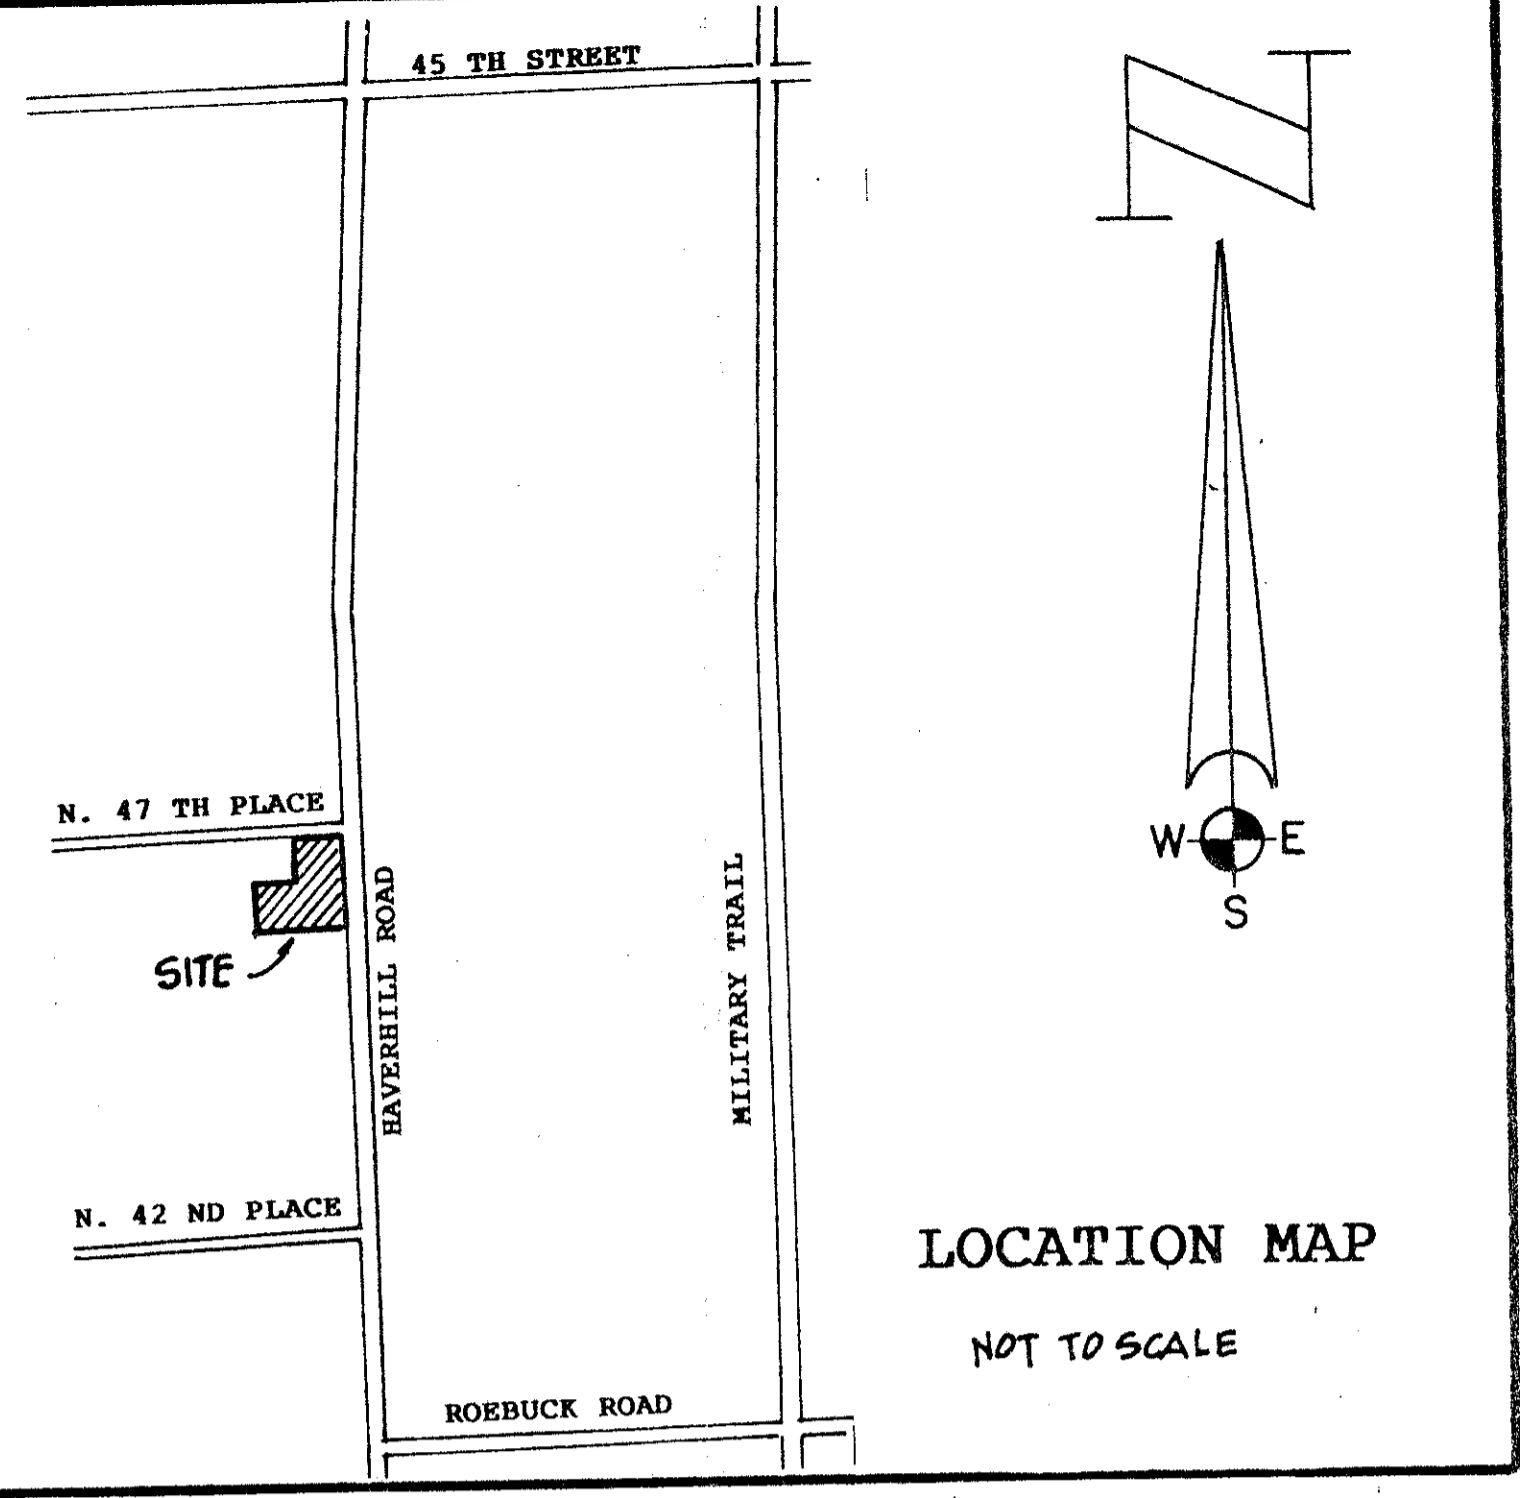 45 TH STREET
N
N. 47 TH PLACE
W E
S
SITE
HAVERHILL ROAD
MILITARY TRAIL
N. 42 ND PLACE
LOCATION MAP
NOT TO SCALE
ROEBUCK ROAD